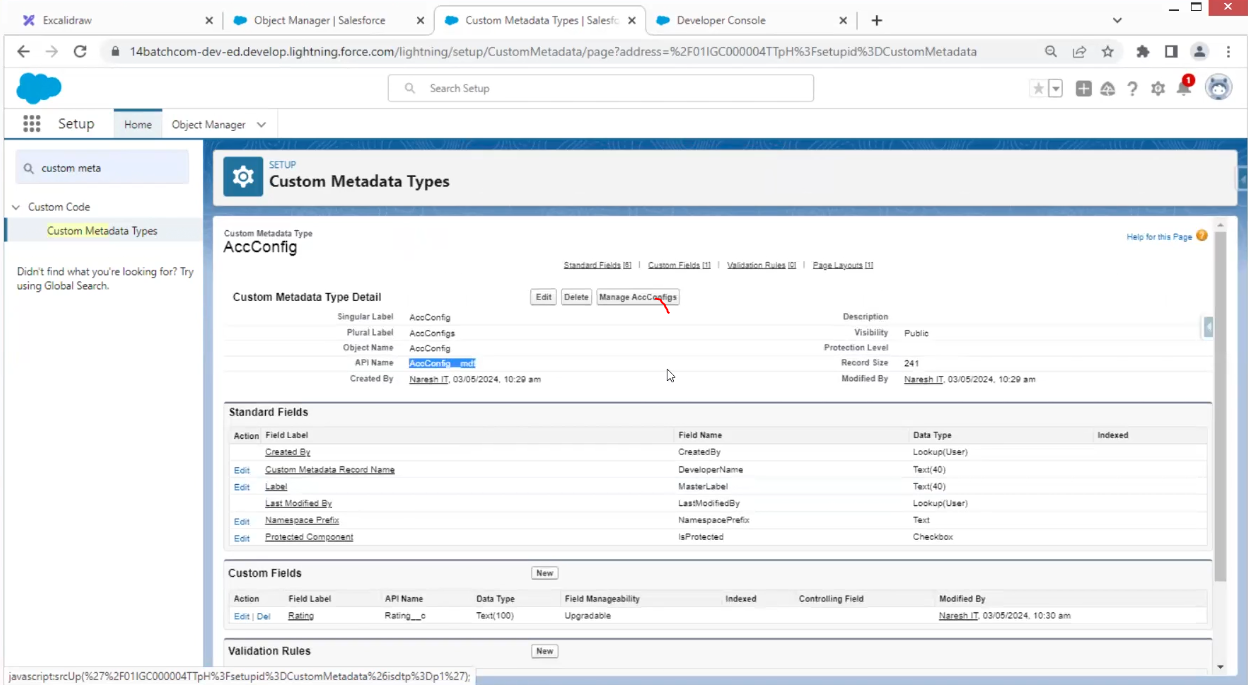 Excalidraw
Object Manager | Salesforce
Custom Metadata Types | Salesfo
Developer Console
14batchcom-dev-ed.develop.lightning.force.com/lightning/setup/CustomMetadata/page?address=%2F01IGC000004TTpH%3Fsetupid%3DCustomMetadata
Search Setup
1
Setup
Home
Object Manager
custom meta
Custom Code
Custom Metadata Types
Didn't find what you're looking for? Try
using Global Search.
SETUP
Custom Metadata Types
Custom Metadata Type
AccConfig
Help for this Page
Standard Fields [6] | Custom Fields [1] | Validation Rules [0] | Page Layouts [1]
Custom Metadata Type Detail
Edit Delete Manage AccConfigs
Singular Label AccConfig Description
Plural Label AccConfigs Visibility Public
Object Name AccConfig Protection Level
API Name AccConfig__mdt Record Size 241
Created By Naresh IT, 03/05/2024, 10:29 am Modified By Naresh IT, 03/05/2024, 10:29 am
Standard Fields
Action Field Label Field Name Data Type Indexed
Created By CreatedBy Lookup(User)
Edit Custom Metadata Record Name DeveloperName Text(40)
Edit Label MasterLabel Text(40)
Last Modified By LastModifiedBy Lookup(User)
Edit Namespace Prefix NamespacePrefix Text
Edit Protected Component IsProtected Checkbox
Custom Fields New
Action Field Label API Name Data Type Field Manageability Indexed Controlling Field Modified By
Edit | Del Rating Rating__c Text(100) Upgradable Naresh IT, 03/05/2024, 10:30 am
Validation Rules New
javascript:srcUp(%27%2F01IGC000004TTpH%3Fsetupid%3DCustomMetadata%26isdtp%3Dp1%27);